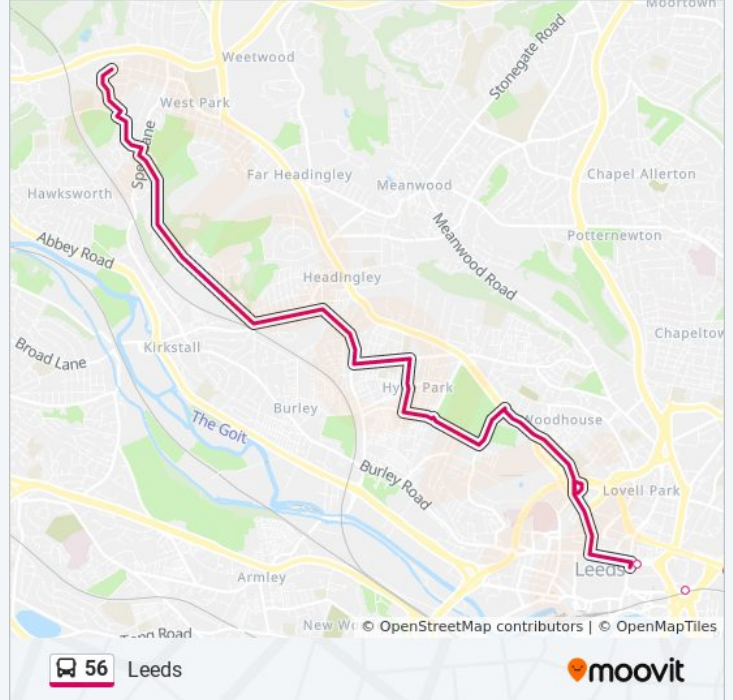 Moortown
Weetwood
Stonegate Road
West Park
Spen Lane
Far Headingley
Chapel Allerton
Meanwood
Hawksworth
Meanwood Road
Potternewton
Abbey Road
Headingley
Chapeltow
Broad Lane
Kirkstall
Hyde Park
Burley
Woodhouse
The Goit
Burley Road
Lovell Park
Leeds
Armley
New Wo
© OpenStreetMap contributors | © OpenMapTiles
Tong Road
56 Leeds
moovit